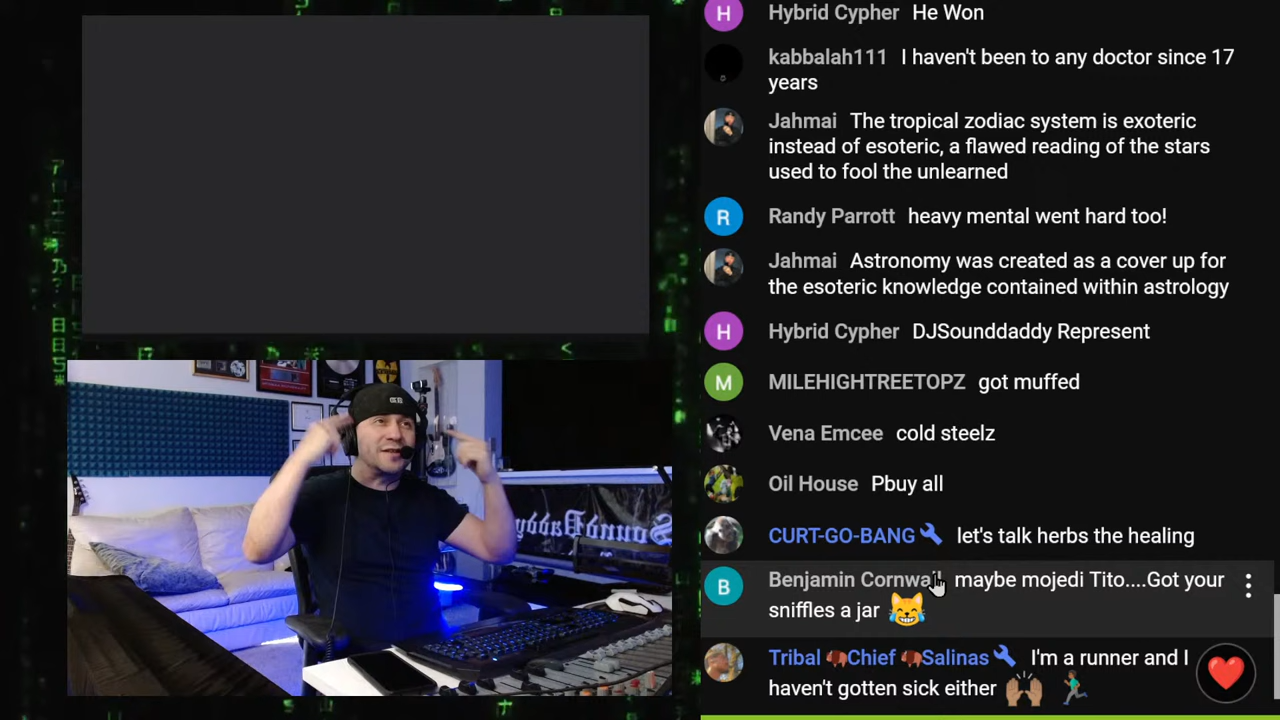 Hybrid Cypher He Won
kabbalah111 I haven't been to any doctor since 17
years
Jahmai The tropical zodiac system is exoteric
instead of esoteric, a flawed reading of the stars
used to fool the unlearned
R Randy Parrott heavy mental went hard too!
Jahmai Astronomy was created as a cover up for
the esoteric knowledge contained within astrology
H Hybrid Cypher DJSounddaddy Represent
M MILEHIGHTREETOPZ got muffed
Vena Emcee cold steelz
Oil House Pbuy all
CURT-GO-BANG🔧 let's talk herbs the healing
B Benjamin Cornwall maybe mojedi Tito....Got your
sniffles a jar 😹
Tribal 🦬Chief 🦬Salinas🔧 I'm a runner and I
haven't gotten sick either 🙌🏽 🏃🏽‍♂️
SoundDaddy